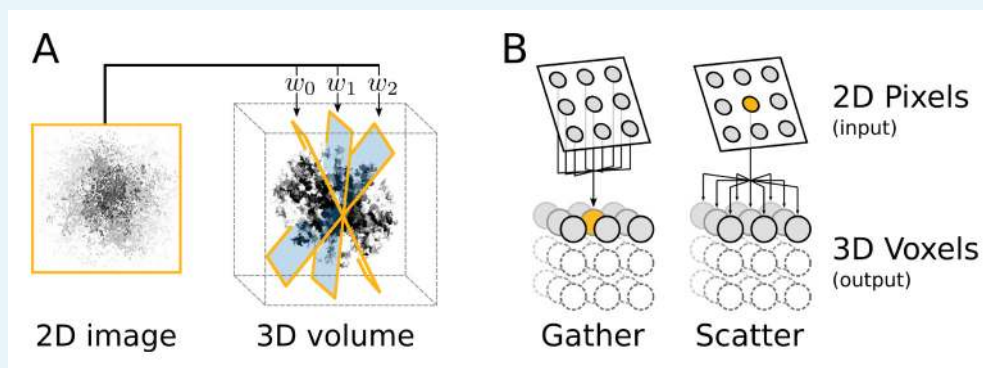 A
w₀ w₁ w₂
2D image
3D volume
B
2D Pixels
(input)
3D Voxels
(output)
Gather
Scatter